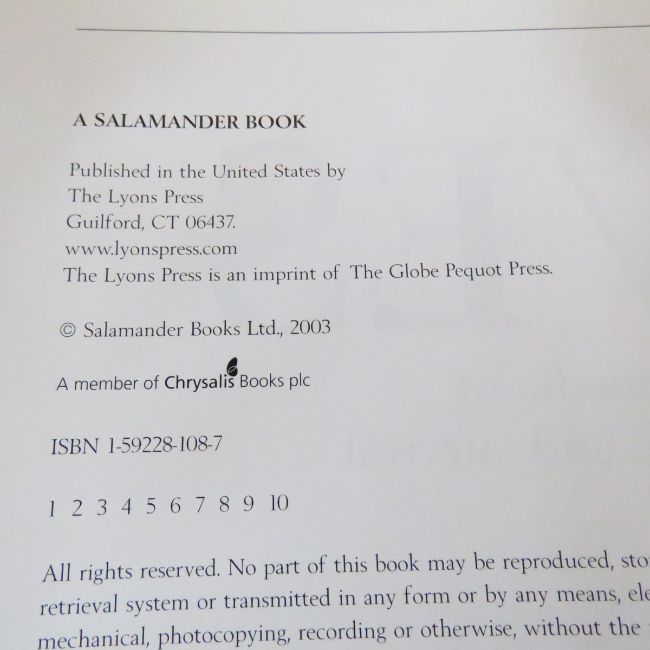 A SALAMANDER BOOK
Published in the United States by
The Lyons Press
Guilford, CT 06437.
www.lyonspress.com
The Lyons Press is an imprint of The Globe Pequot Press.
© Salamander Books Ltd., 2003
A member of Chrysalis Books plc
ISBN 1-59228-108-7
1 2 3 4 5 6 7 8 9 10
All rights reserved. No part of this book may be reproduced, sto
retrieval system or transmitted in any form or by any means, ele
mechanical, photocopying, recording or otherwise, without the